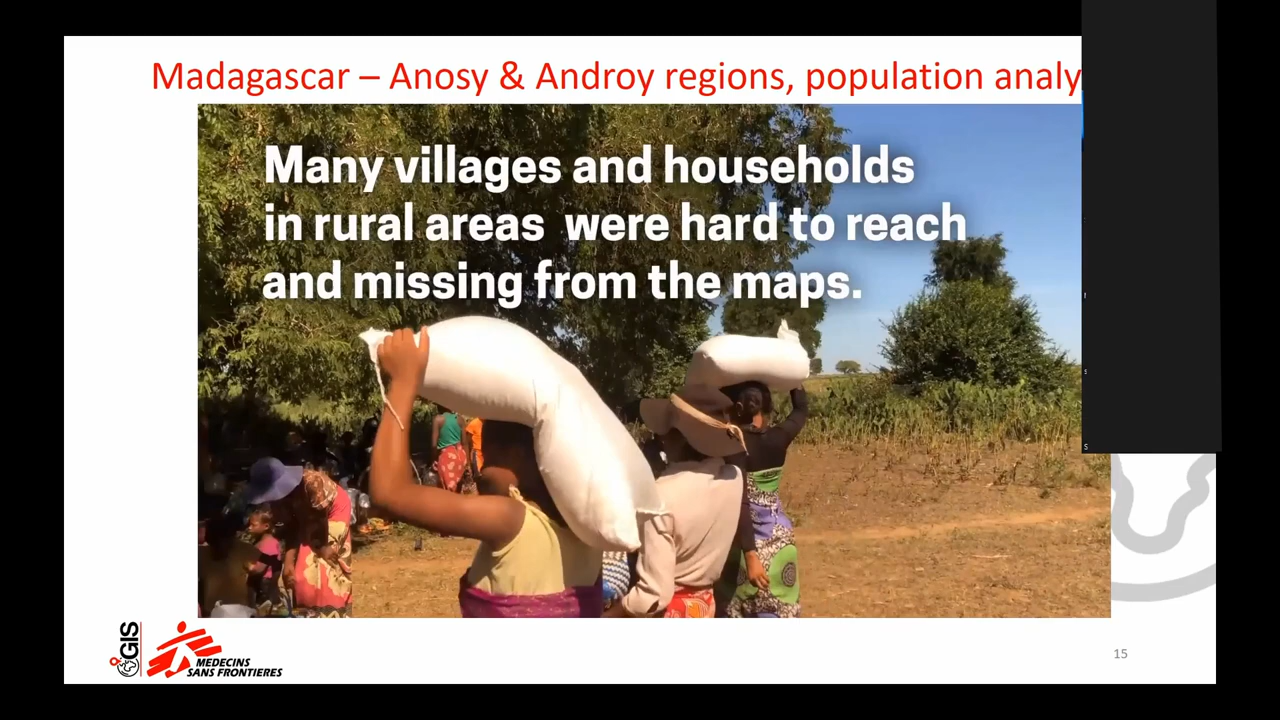 Madagascar – Anosy & Androy regions, population analy
Many villages and households
in rural areas were hard to reach
and missing from the maps.
GIS
MEDECINS
SANS FRONTIERES
15